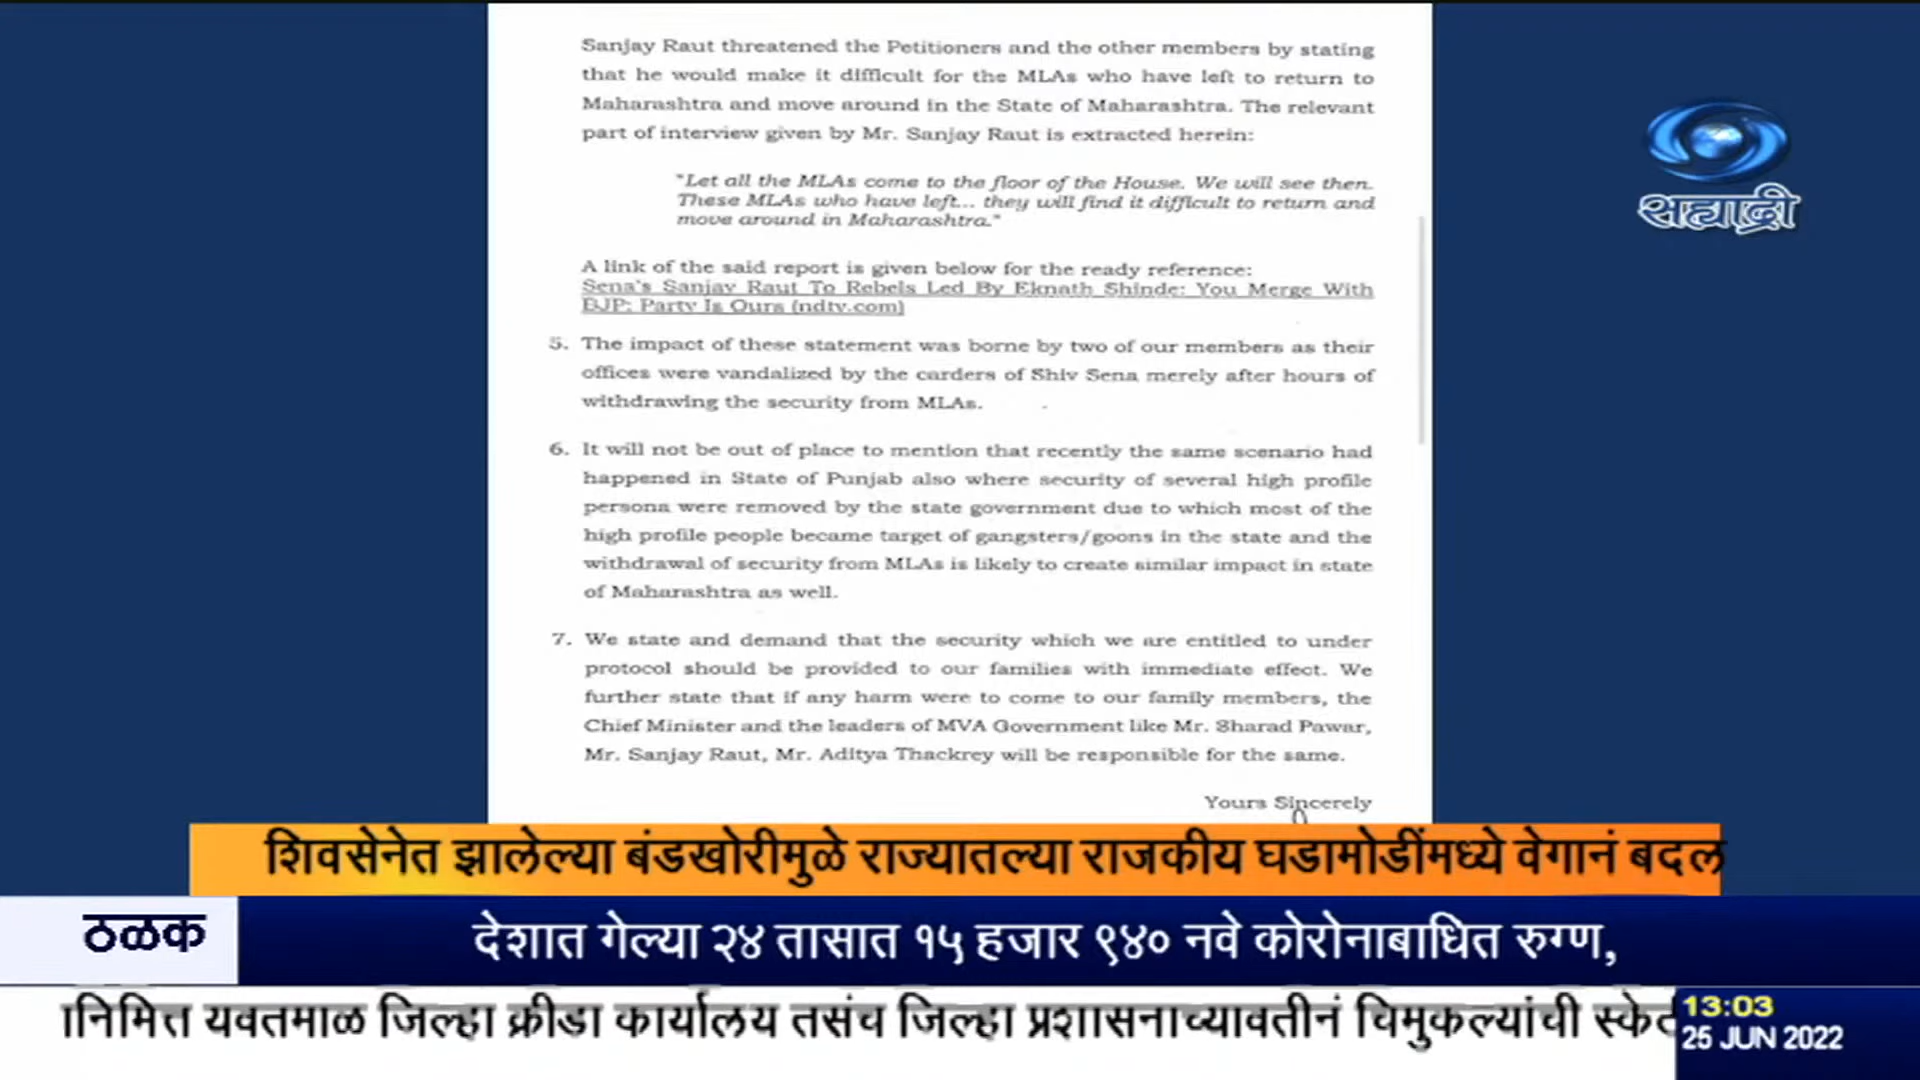 Sanjay Raut threatened the Petitioners and the other members by stating
that he would make it difficult for the MLAs who have left to return to
Maharashtra and move around in the State of Maharashtra. The relevant
part of interview given by Mr. Sanjay Raut is extracted herein:
"Let all the MLAs come to the floor of the House. We will see then.
These MLAs who have left... they will find it difficult to return and
move around in Maharashtra."
A link of the said report is given below for the ready reference:
Sena's Sanjay Raut To Rebels Led By Eknath Shinde: You Merge With
BJP; Party Is Ours (ndtv.com)
5. The impact of these statement was borne by two of our members as their
offices were vandalized by the carders of Shiv Sena merely after hours of
withdrawing the security from MLAs.
6. It will not be out of place to mention that recently the same scenario had
happened in State of Punjab also where security of several high profile
persona were removed by the state government due to which most of the
high profile people became target of gangsters/goons in the state and the
withdrawal of security from MLAs is likely to create similar impact in state
of Maharashtra as well.
7. We state and demand that the security which we are entitled to under
protocol should be provided to our families with immediate effect. We
further state that if any harm were to come to our family members, the
Chief Minister and the leaders of MVA Government like Mr. Sharad Pawar,
Mr. Sanjay Raut, Mr. Aditya Thackrey will be responsible for the same.
Yours Sincerely
सह्याद्री
शिवसेनेत झालेल्या बंडखोरीमुळे राज्यातल्या राजकीय घडामोडींमध्ये वेगानं बदल
ठळक
देशात गेल्या २४ तासात १५ हजार ९४० नवे कोरोनाबाधित रुग्ण,
निमित्त यवतमाळ जिल्हा क्रीडा कार्यालय तसंच जिल्हा प्रशासनाच्यावतीनं चिमुकल्यांची
13:03
25 JUN 2022